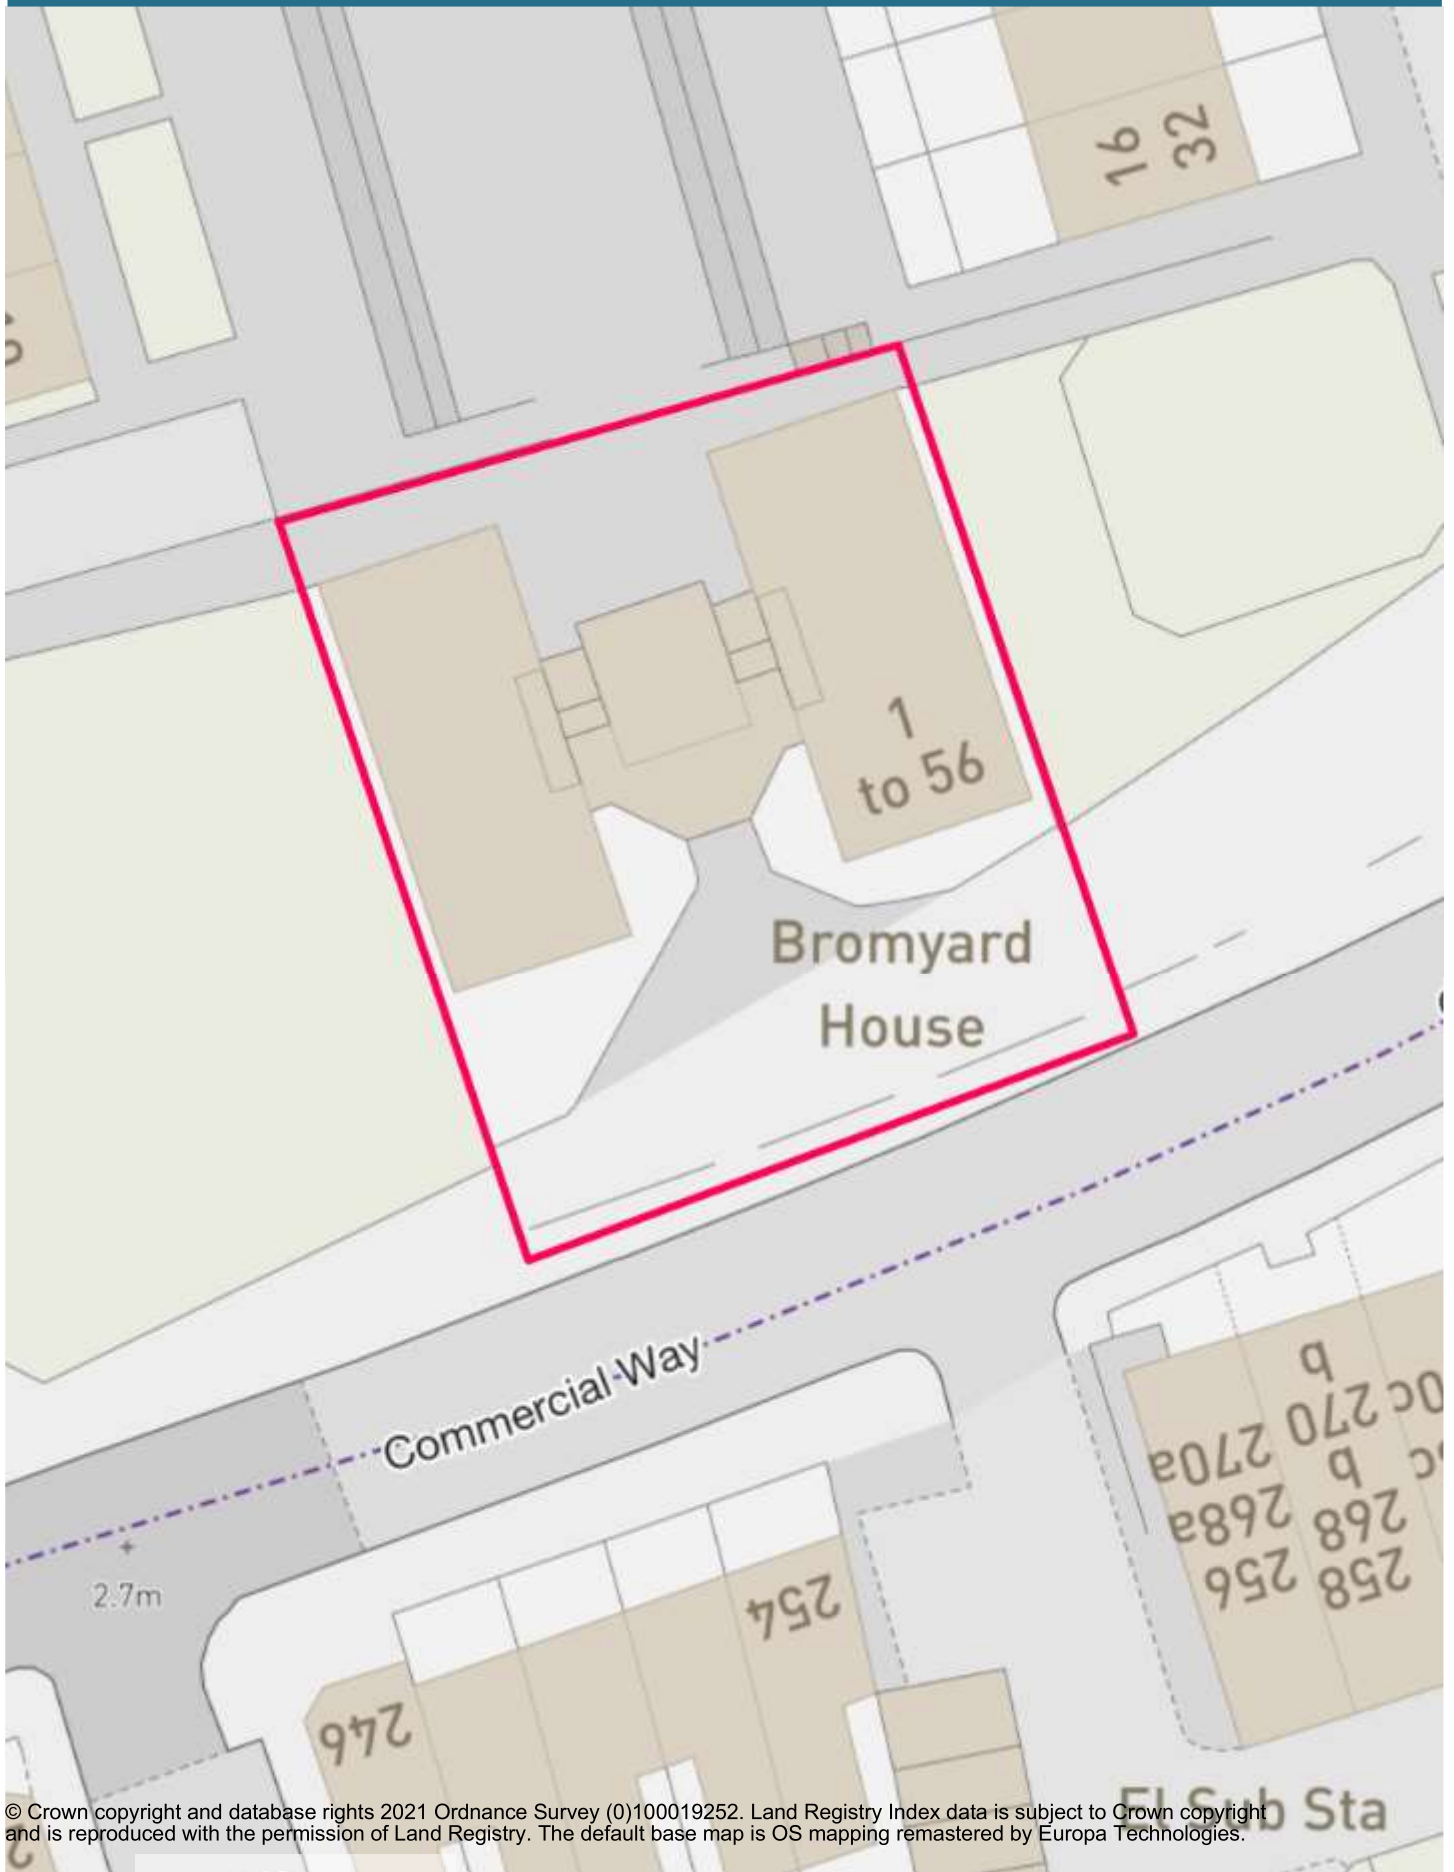 16
32
1
to 56
Bromyard
House
Commercial Way
2.7m
b
270a 270
268a b
268
256 258
254
246
El Sub Sta
© Crown copyright and database rights 2021 Ordnance Survey (0)100019252. Land Registry Index data is subject to Crown copyright
and is reproduced with the permission of Land Registry. The default base map is OS mapping remastered by Europa Technologies.